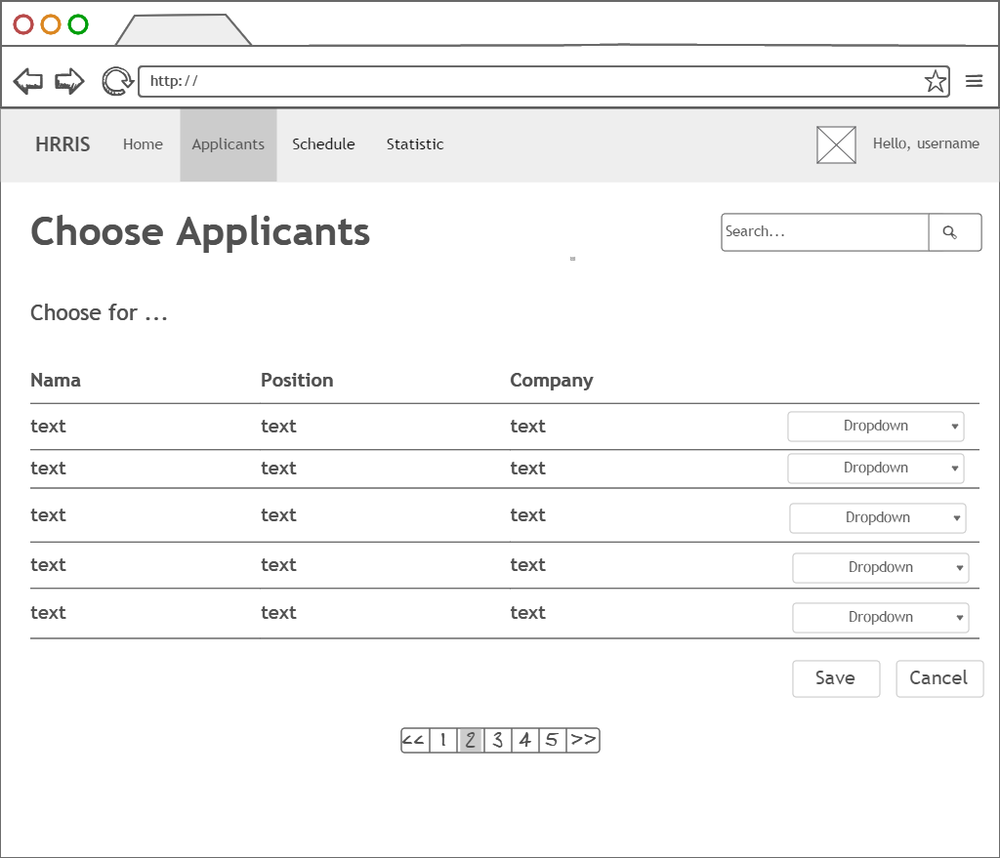 http://
HRRIS Home Applicants Schedule Statistic Hello, username
Choose Applicants Search...
Choose for ...
Nama Position Company
text text text Dropdown
text text text Dropdown
text text text Dropdown
text text text Dropdown
text text text Dropdown
Save Cancel
<< 1 2 3 4 5 >>